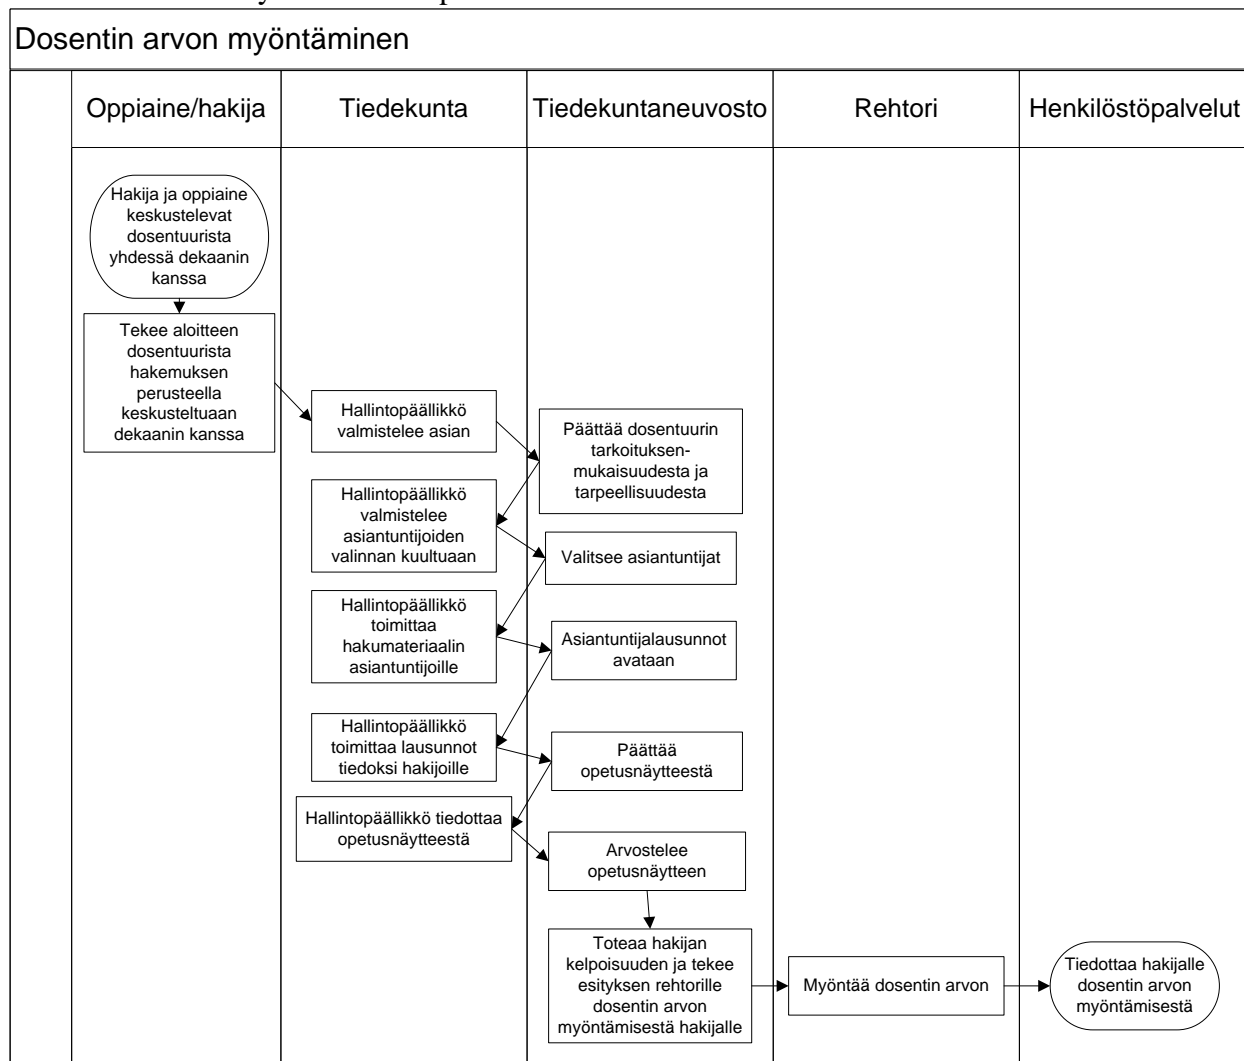 Dosentin arvon myöntäminen
Oppiaine/hakija
Tiedekunta
Tiedekuntaneuvosto
Rehtori
Henkilöstöpalvelut
Hakija ja oppiaine
keskustelevat
dosentuurista
yhdessä dekaanin
kanssa
Tekee aloitteen
dosentuurista
hakemuksen
perusteella
keskusteltuaan
dekaanin kanssa
Hallintopäällikkö
valmistelee asian
Päättää dosentuurin
tarkoituksen-
mukaisuudesta ja
tarpeellisuudesta
Hallintopäällikkö
valmistelee
asiantuntijoiden
valinnan kuultuaan
Valitsee asiantuntijat
Hallintopäällikkö
toimittaa
hakumateriaalin
asiantuntijoille
Asiantuntijalausunnot
avataan
Hallintopäällikkö
toimittaa lausunnot
tiedoksi hakijoille
Päättää
opetusnäytteestä
Hallintopäällikkö tiedottaa
opetusnäytteestä
Arvostelee
opetusnäytteen
Toteaa hakijan
kelpoisuuden ja tekee
esityksen rehtorille
dosentin arvon
myöntämisestä hakijalle
Myöntää dosentin arvon
Tiedottaa hakijalle
dosentin arvon
myöntämisestä